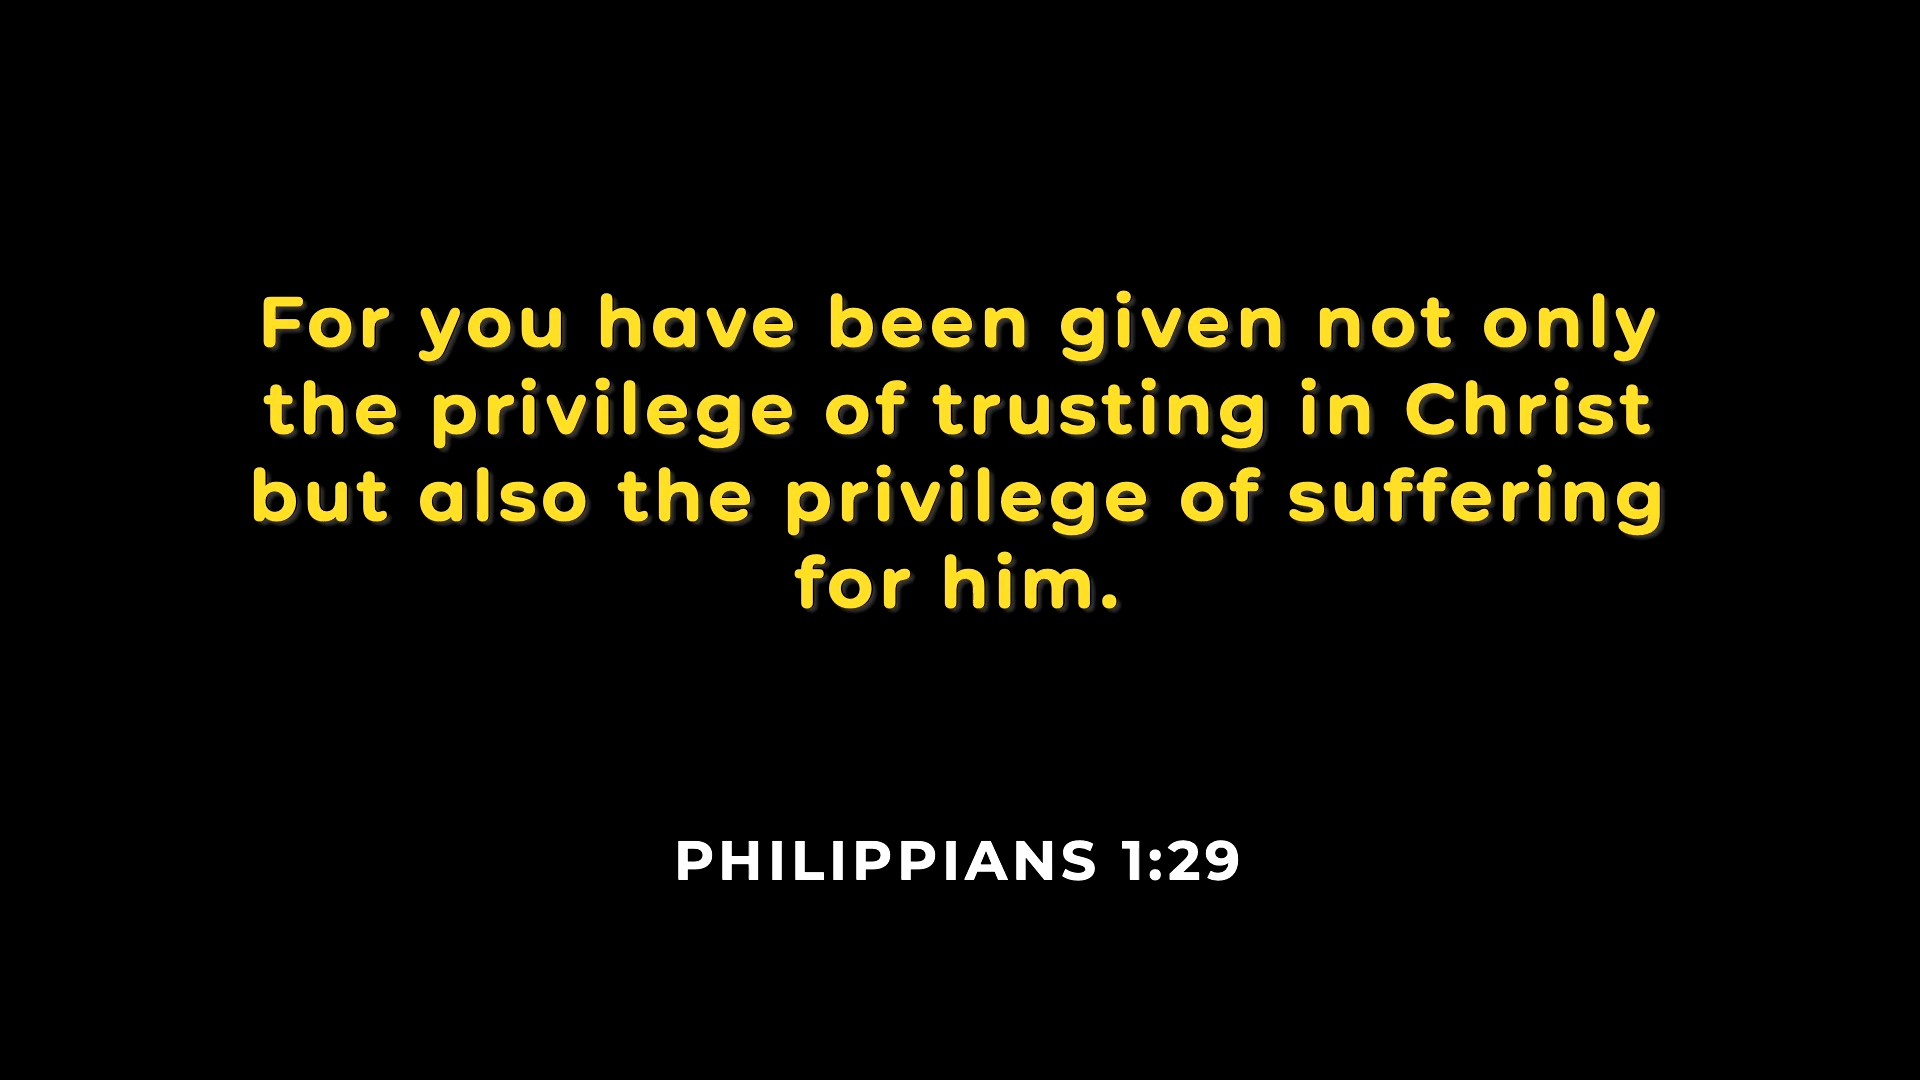 For you have been given not only
the privilege of trusting in Christ
but also the privilege of suffering
for him.
PHILIPPIANS 1:29